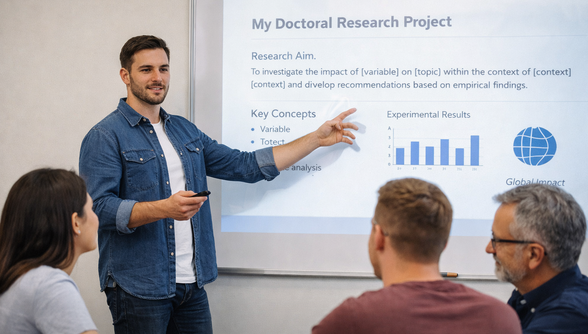 My Doctoral Research Project
Research Aim.
To investigate the impact of [variable] on [topic] within the context of [context]
[context] and develop recommendations based on empirical findings.
Key Concepts
• Variable
• Totect
analysis
Experimental Results
Global Impact